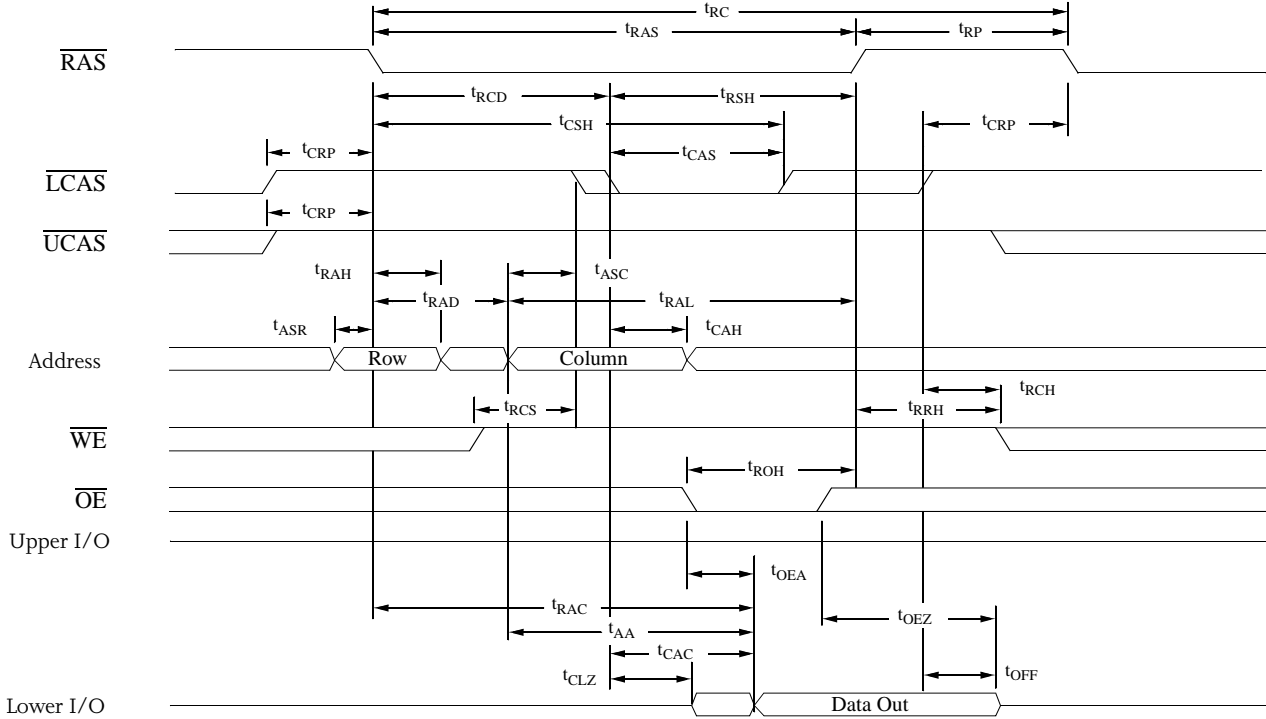 tRC
tRAS
tRP
RAS
tRCD
tRSH
tCSH
tCRP
tCRP
tCAS
LCAS
tCRP
UCAS
tRAH
tASC
tRAD
tRAL
tASR
tCAH
Address
Row
Column
tRCH
tRCS
tRRH
WE
tROH
OE
Upper I/O
tOEA
tRAC
tOEZ
tAA
tCAC
tCLZ
tOFF
Lower I/O
Data Out